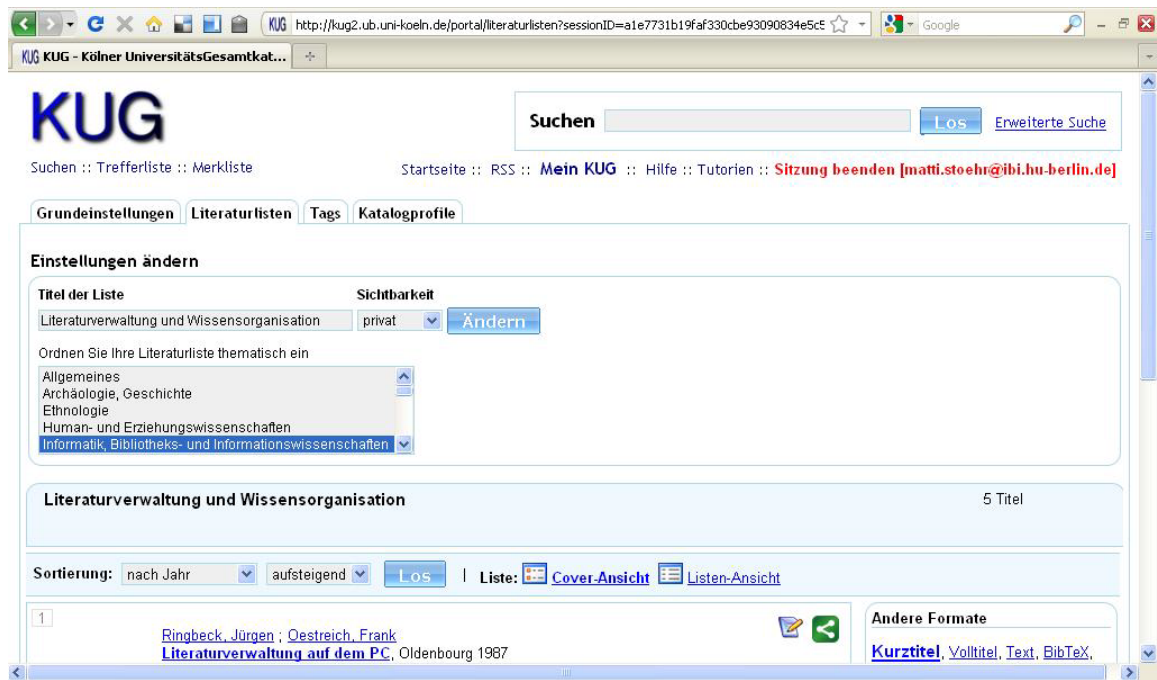 KUG http://kug2.ub.uni-koeln.de/portal/literaturlisten?sessionID=a1e7731b19faf330cbe93090834e5c5 Google
KUG KUG - Kölner UniversitätsGesamtkat...
KUG
Suchen Los Erweiterte Suche
Suchen :: Trefferliste :: Merkliste Startseite :: RSS :: Mein KUG :: Hilfe :: Tutorien :: Sitzung beenden [matti.stoehr@ibi.hu-berlin.de]
Grundeinstellungen Literaturlisten Tags Katalogprofile
Einstellungen ändern
Titel der Liste Sichtbarkeit
Literaturverwaltung und Wissensorganisation privat Ändern
Ordnen Sie Ihre Literaturliste thematisch ein
Allgemeines
Archäologie, Geschichte
Ethnologie
Human- und Erziehungswissenschaften
Informatik, Bibliotheks- und Informationswissenschaften
Literaturverwaltung und Wissensorganisation 5 Titel
Sortierung: nach Jahr aufsteigend Los | Liste: Cover-Ansicht Listen-Ansicht
1 Andere Formate
Ringbeck, Jürgen ; Oestreich, Frank
Literaturverwaltung auf dem PC, Oldenbourg 1987 Kurztitel, Volltitel, Text, BibTeX,